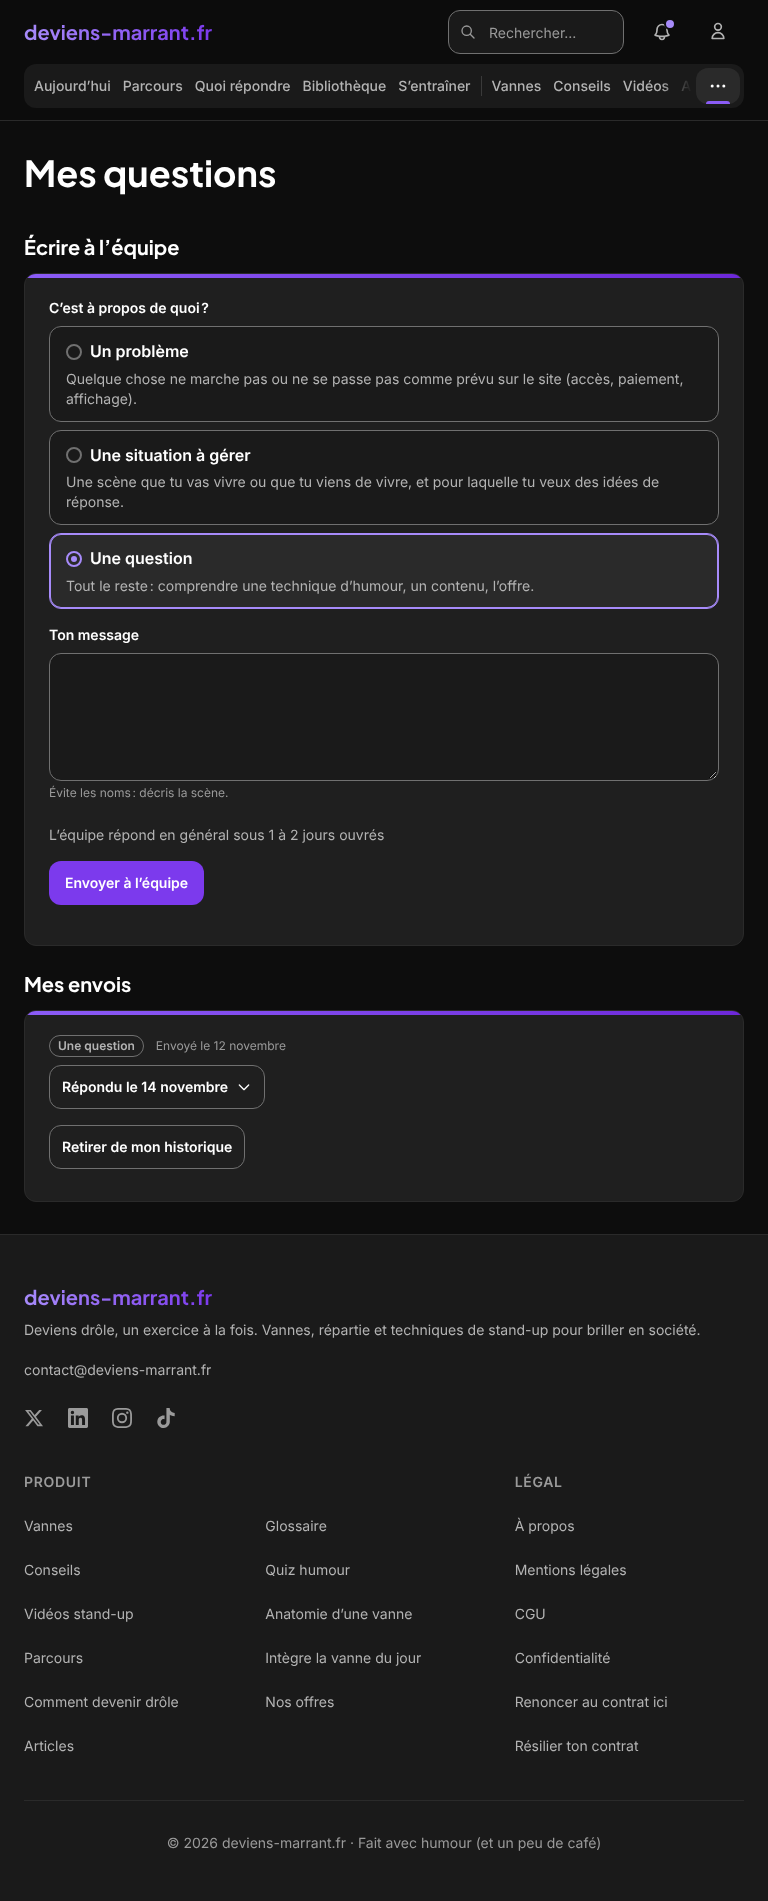 deviens-marrant.fr
Rechercher...
Aujourd’hui Parcours Quoi répondre Bibliothèque S’entraîner Vannes Conseils Vidéos
Mes questions
Écrire à l’équipe
C’est à propos de quoi ?
Un problème
Quelque chose ne marche pas ou ne se passe pas comme prévu sur le site (accès, paiement,
affichage).
Une situation à gérer
Une scène que tu vas vivre ou que tu viens de vivre, et pour laquelle tu veux des idées de
réponse.
Une question
Tout le reste : comprendre une technique d’humour, un contenu, l’offre.
Ton message
Évite les noms : décris la scène.
L’équipe répond en général sous 1 à 2 jours ouvrés
Envoyer à l’équipe
Mes envois
Une question Envoyé le 12 novembre
Répondu le 14 novembre
Retirer de mon historique
deviens-marrant.fr
Deviens drôle, un exercice à la fois. Vannes, répartie et techniques de stand-up pour briller en société.
contact@deviens-marrant.fr
PRODUIT
Vannes
Conseils
Vidéos stand-up
Parcours
Comment devenir drôle
Articles
Glossaire
Quiz humour
Anatomie d’une vanne
Intègre la vanne du jour
Nos offres
LÉGAL
À propos
Mentions légales
CGU
Confidentialité
Renoncer au contrat ici
Résilier ton contrat
© 2026 deviens-marrant.fr · Fait avec humour (et un peu de café)